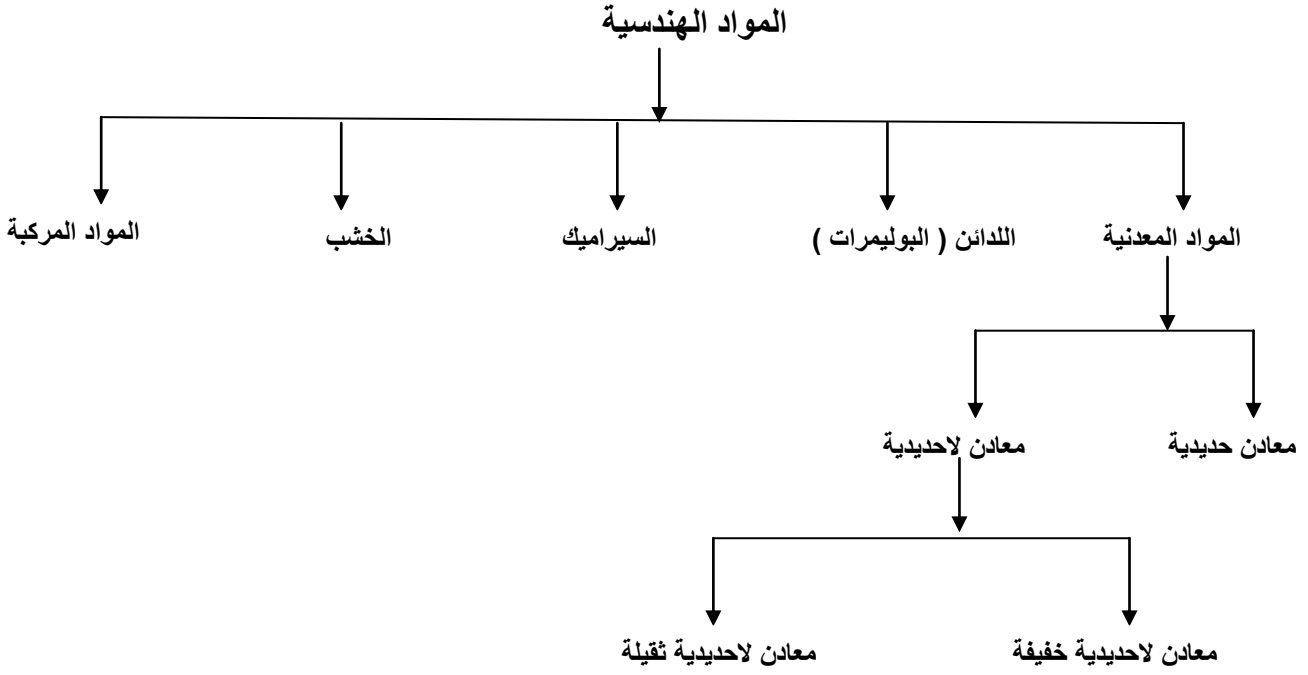 المواد الهندسية
المواد المعدنية
اللدائن ( البوليمرات )
السيراميك
الخشب
المواد المركبة
معادن حديدية
معادن لاحديدية
معادن لاحديدية خفيفة
معادن لاحديدية ثقيلة